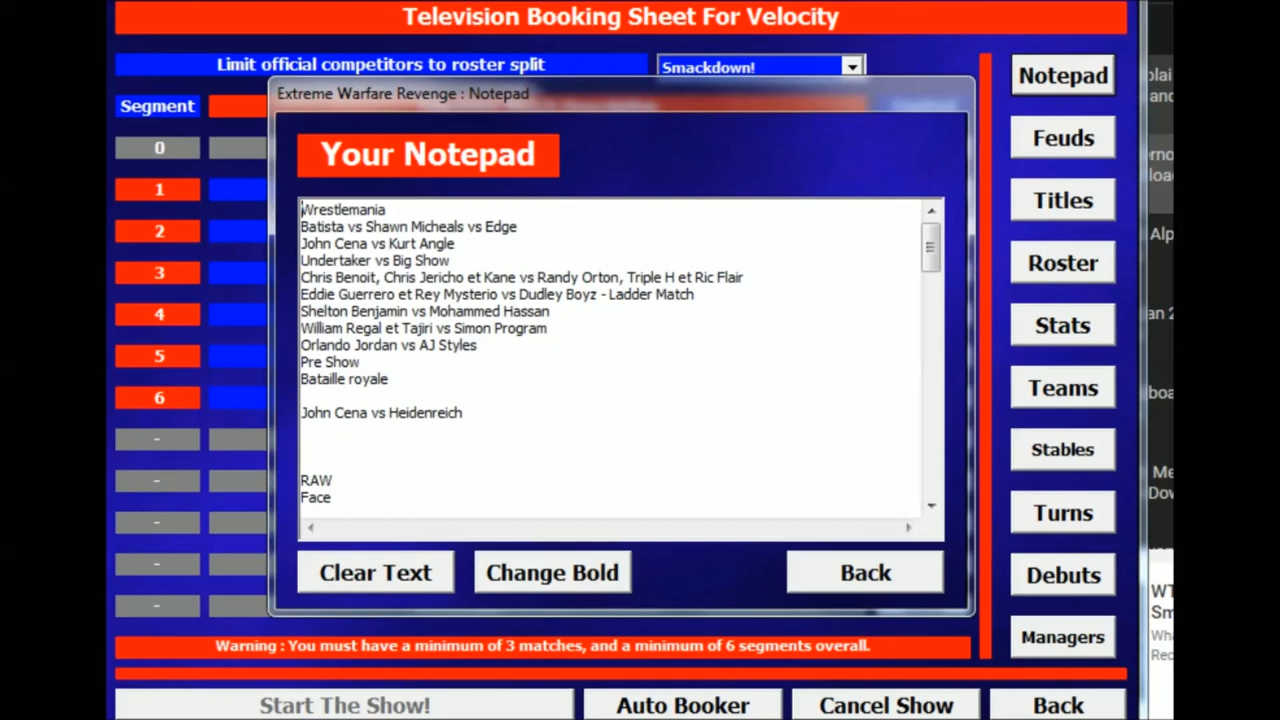 Television Booking Sheet For Velocity
Limit official competitors to roster split
Smackdown!
Segment
0
1
2
3
4
5
6
-
-
-
-
-
Extreme Warfare Revenge : Notepad
Your Notepad
Wrestlemania
Batista vs Shawn Micheals vs Edge
John Cena vs Kurt Angle
Undertaker vs Big Show
Chris Benoit, Chris Jericho et Kane vs Randy Orton, Triple H et Ric Flair
Eddie Guerrero et Rey Mysterio vs Dudley Boyz - Ladder Match
Shelton Benjamin vs Mohammed Hassan
William Regal et Tajiri vs Simon Program
Orlando Jordan vs AJ Styles
Pre Show
Bataille royale
John Cena vs Heidenreich
RAW
Face
Clear Text
Change Bold
Back
Notepad
Feuds
Titles
Roster
Stats
Teams
Stables
Turns
Debuts
Managers
Warning : You must have a minimum of 3 matches, and a minimum of 6 segments overall.
Start The Show!
Auto Booker
Cancel Show
Back